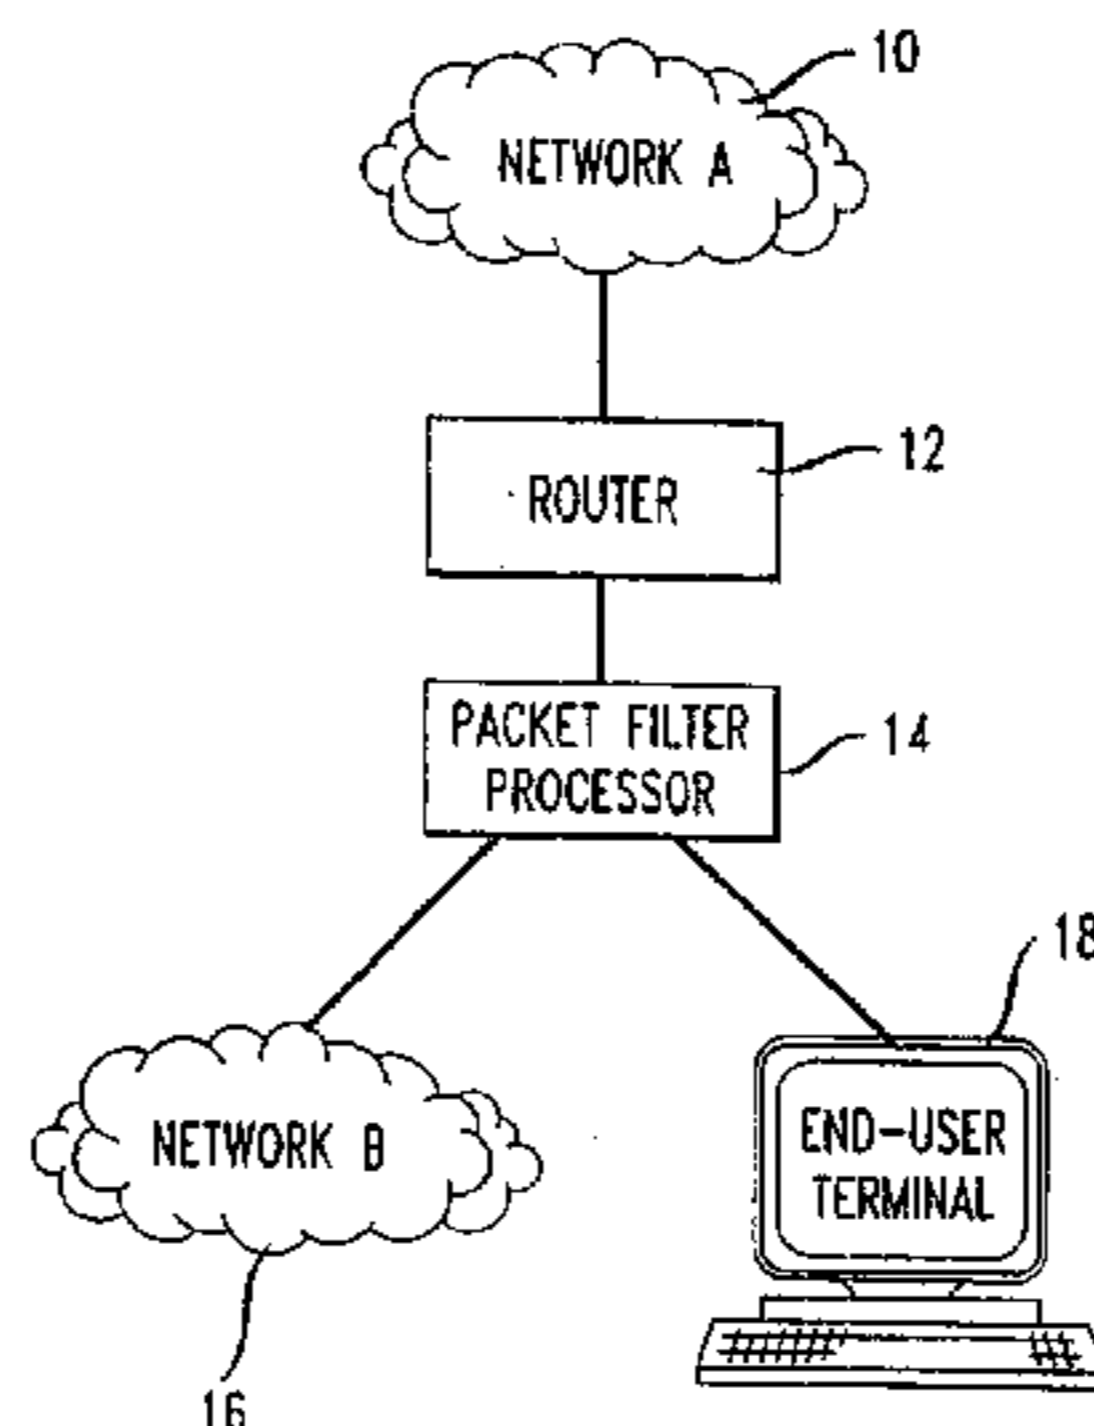 10
NETWORK A
12
ROUTER
14
PACKET FILTER
PROCESSOR
18
NETWORK B
END-USER
TERMINAL
16